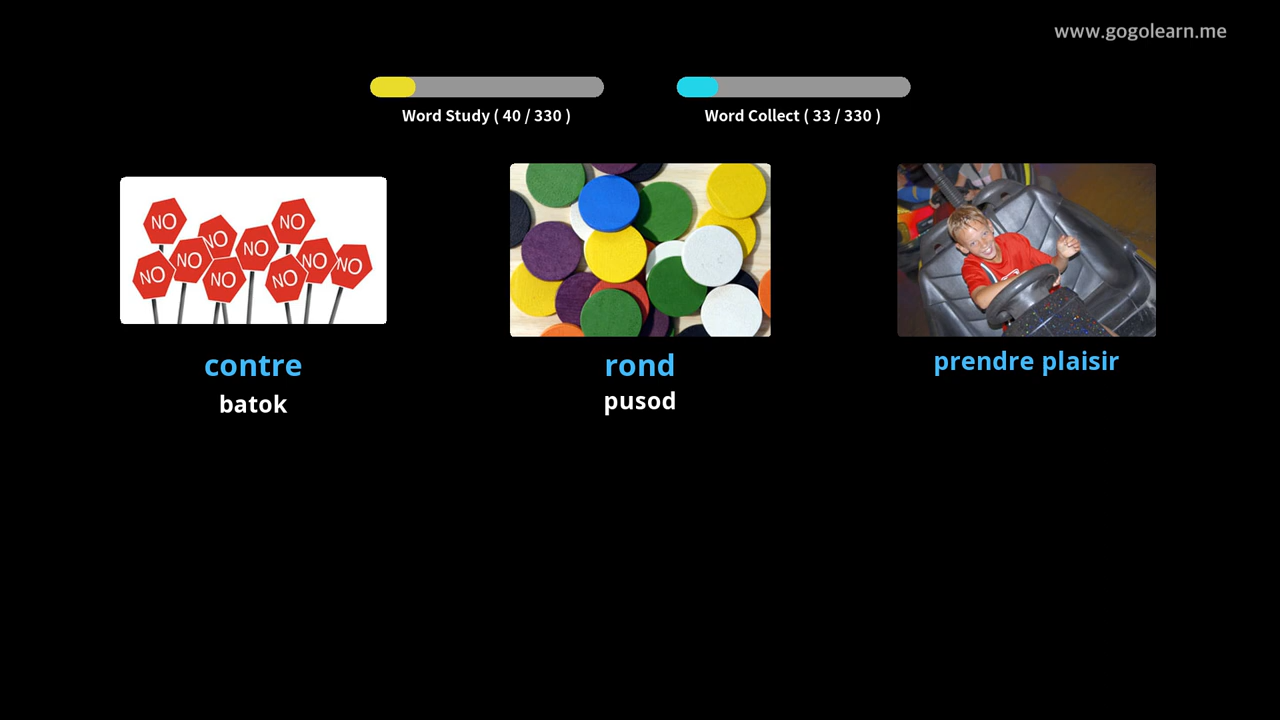 www.gogolearn.me
Word Study ( 40 / 330 )
Word Collect ( 33 / 330 )
NO
NO
NO
NO
NO
NO
NO
NO
NO
NO
contre
batok
rond
pusod
prendre plaisir